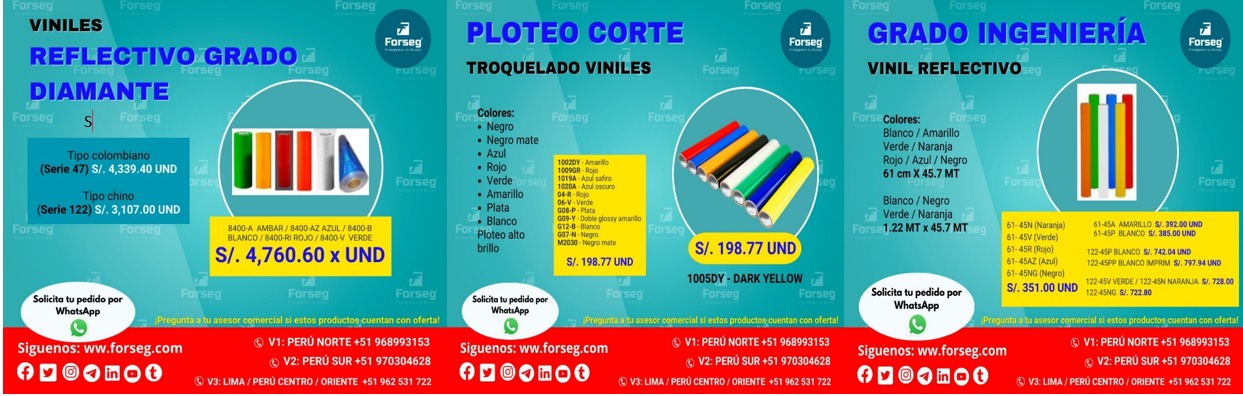 VINILES
REFLECTIVO GRADO
DIAMANTE
S
Forseg
Tipo colombiano
(Serie 47) S/. 4,339.40 UND
Tipo chino
(Serie 122) S/. 3,107.00 UND
8400-A AMBAR / 8400-AZ AZUL / 8400-B
BLANCO / 8400-RI ROJO / 8400-V VERDE
S/. 4,760.60 x UND
Solicita tu pedido por
WhatsApp
¡Pregunta a tu asesor comercial si estos productos cuentan con oferta!
Siguenos: ww.forseg.com
V1: PERÚ NORTE +51 968993153
V2: PERÚ SUR +51 970304628
V3: LIMA / PERÚ CENTRO / ORIENTE +51 962 531 722
PLOTEO CORTE
TROQUELADO VINILES
Forseg
Colores:
• Negro
• Negro mate
• Azul
• Rojo
• Verde
• Amarillo
• Plata
• Blanco
Ploteo alto
brillo
1002DY - Amarillo
1009GR - Rojo
1019A - Azul safiro
1020A - Azul oscuro
04-R - Rojo
06-V - Verde
G08-P - Plata
G09-Y - Doble glossy amarillo
G12-B - Blanco
G07-N - Negro
M2030 - Negro mate
S/. 198.77 UND
S/. 198.77 UND
1005DY - DARK YELLOW
Solicita tu pedido por
WhatsApp
¡Pregunta a tu asesor comercial si estos productos cuentan con oferta!
Siguenos: ww.forseg.com
V1: PERÚ NORTE +51 968993153
V2: PERÚ SUR +51 970304628
V3: LIMA / PERÚ CENTRO / ORIENTE +51 962 531 722
GRADO INGENIERÍA
VINIL REFLECTIVO
Forseg
Colores:
Blanco / Amarillo
Verde / Naranja
Rojo / Azul / Negro
61 cm X 45.7 MT
Blanco / Negro
Verde / Naranja
1.22 MT x 45.7 MT
61- 45N (Naranja)
61- 45V (Verde)
61- 45R (Rojo)
61- 45AZ (Azul)
61- 45NG (Negro)
S/. 351.00 UND
61-45A AMARILLO S/. 392.00 UND
61-45P BLANCO S/. 385.00 UND
122-45P BLANCO S/. 742.04 UND
122-45PP BLANCO IMPRIM S/. 797.94 UND
122-45V VERDE / 122-45N NARANJA S/. 728.00
122-45NG S/. 722.80
Solicita tu pedido por
WhatsApp
¡Pregunta a tu asesor comercial si estos productos cuentan con oferta!
Siguenos: ww.forseg.com
V1: PERÚ NORTE +51 968993153
V2: PERÚ SUR +51 970304628
V3: LIMA / PERÚ CENTRO / ORIENTE +51 962 531 722